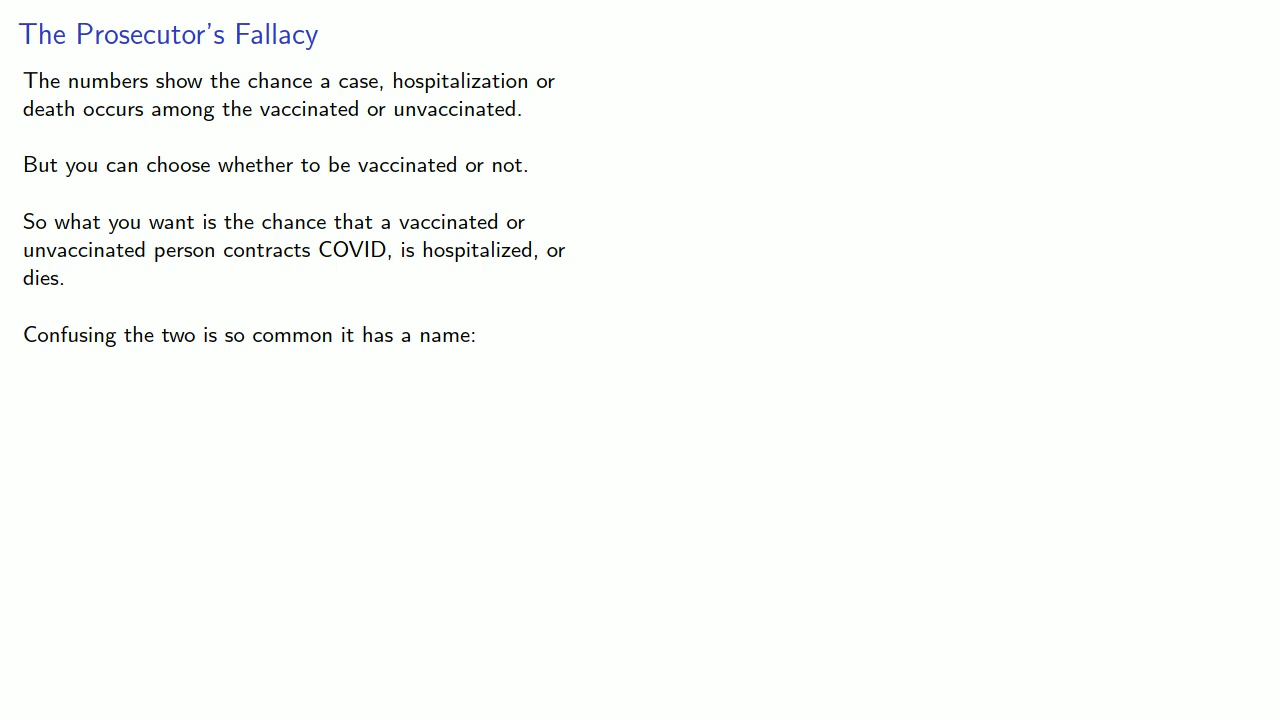 The Prosecutor's Fallacy
The numbers show the chance a case, hospitalization or
death occurs among the vaccinated or unvaccinated.
But you can choose whether to be vaccinated or not.
So what you want is the chance that a vaccinated or
unvaccinated person contracts COVID, is hospitalized, or
dies.
Confusing the two is so common it has a name: